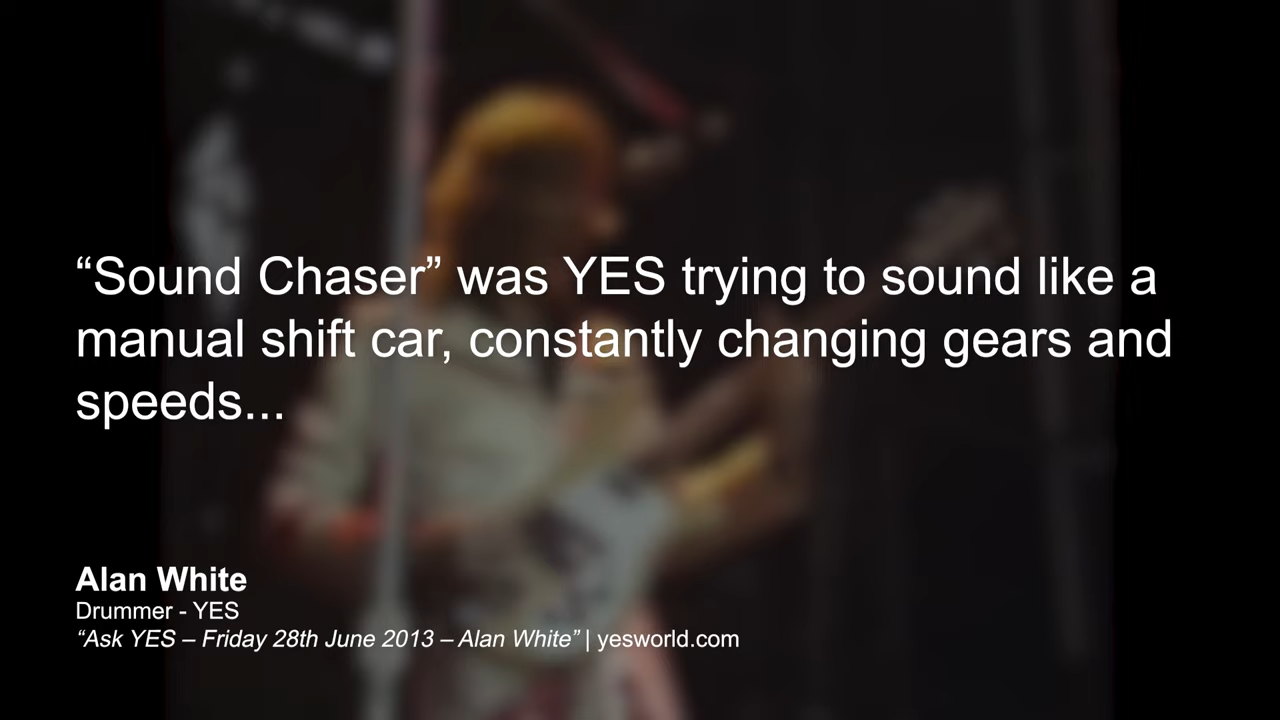 “Sound Chaser” was YES trying to sound like a
manual shift car, constantly changing gears and
speeds...
Alan White
Drummer - YES
“Ask YES – Friday 28th June 2013 – Alan White” | yesworld.com